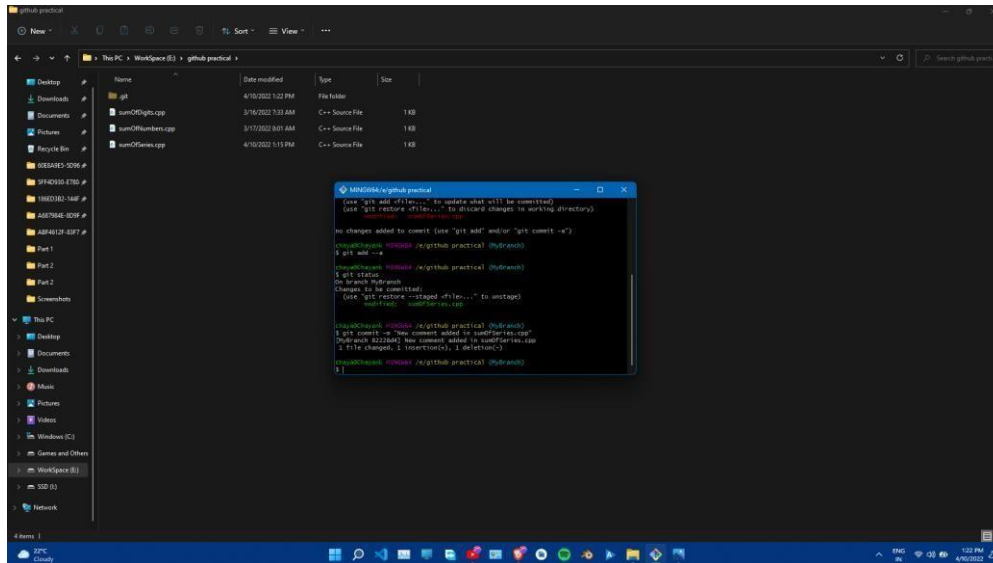 github practical
New
Sort
View
This PC > WorkSpace (E:) > github practical >
Search github practi
Name
Date modified
Type
Size
.git
4/10/2022 1:22 PM
File folder
sumOfDigits.cpp
3/16/2022 7:33 AM
C++ Source File
1 KB
sumOfNumbers.cpp
3/17/2022 8:01 AM
C++ Source File
1 KB
sumOfSeries.cpp
4/10/2022 1:15 PM
C++ Source File
1 KB
Desktop
Downloads
Documents
Pictures
Recycle Bin
Part 1
Part 2
Part 2
Screenshots
This PC
Desktop
Documents
Downloads
Music
Pictures
Videos
Windows (C:)
Games and Others
WorkSpace (E:)
SSD (I:)
Network
MINGW64:/e/github practical
(use "git add <file>..." to update what will be committed)
(use "git restore <file>..." to discard changes in working directory)
modified: sumOfSeries.cpp
no changes added to commit (use "git add" and/or "git commit -a")
chaya@Chayank MINGW64 /e/github practical (MyBranch)
$ git add --a
chaya@Chayank MINGW64 /e/github practical (MyBranch)
$ git status
On branch MyBranch
Changes to be committed:
(use "git restore --staged <file>..." to unstage)
modified: sumOfSeries.cpp
chaya@Chayank MINGW64 /e/github practical (MyBranch)
$ git commit -m "New comment added in sumOfSeries.cpp"
[MyBranch 82228d4] New comment added in sumOfSeries.cpp
1 file changed, 1 insertion(+), 1 deletion(-)
chaya@Chayank MINGW64 /e/github practical (MyBranch)
$
4 items
22°C
Cloudy
ENG
IN
1:22 PM
4/10/2022